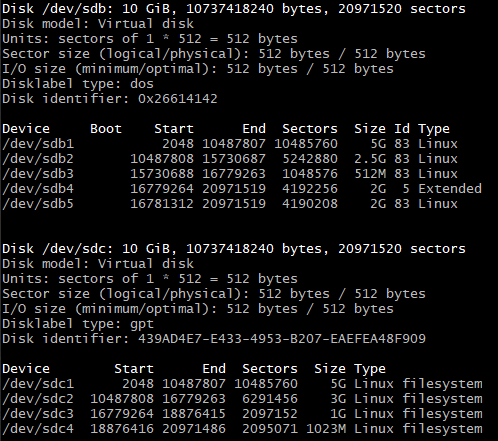 Disk /dev/sdb: 10 GiB, 10737418240 bytes, 20971520 sectors
Disk model: Virtual disk
Units: sectors of 1 * 512 = 512 bytes
Sector size (logical/physical): 512 bytes / 512 bytes
I/O size (minimum/optimal): 512 bytes / 512 bytes
Disklabel type: dos
Disk identifier: 0x26614142
Device     Boot    Start      End  Sectors  Size Id Type
/dev/sdb1           2048 10487807 10485760    5G 83 Linux
/dev/sdb2       10487808 15730687  5242880  2.5G 83 Linux
/dev/sdb3       15730688 16779263  1048576  512M 83 Linux
/dev/sdb4       16779264 20971519  4192256    2G  5 Extended
/dev/sdb5       16781312 20971519  4190208    2G 83 Linux
Disk /dev/sdc: 10 GiB, 10737418240 bytes, 20971520 sectors
Disk model: Virtual disk
Units: sectors of 1 * 512 = 512 bytes
Sector size (logical/physical): 512 bytes / 512 bytes
I/O size (minimum/optimal): 512 bytes / 512 bytes
Disklabel type: gpt
Disk identifier: 439AD4E7-E433-4953-B207-EAEFEA48F909
Device        Start      End  Sectors  Size Type
/dev/sdc1      2048 10487807 10485760    5G Linux filesystem
/dev/sdc2  10487808 16779263  6291456    3G Linux filesystem
/dev/sdc3  16779264 18876415  2097152    1G Linux filesystem
/dev/sdc4  18876416 20971486  2095071 1023M Linux filesystem